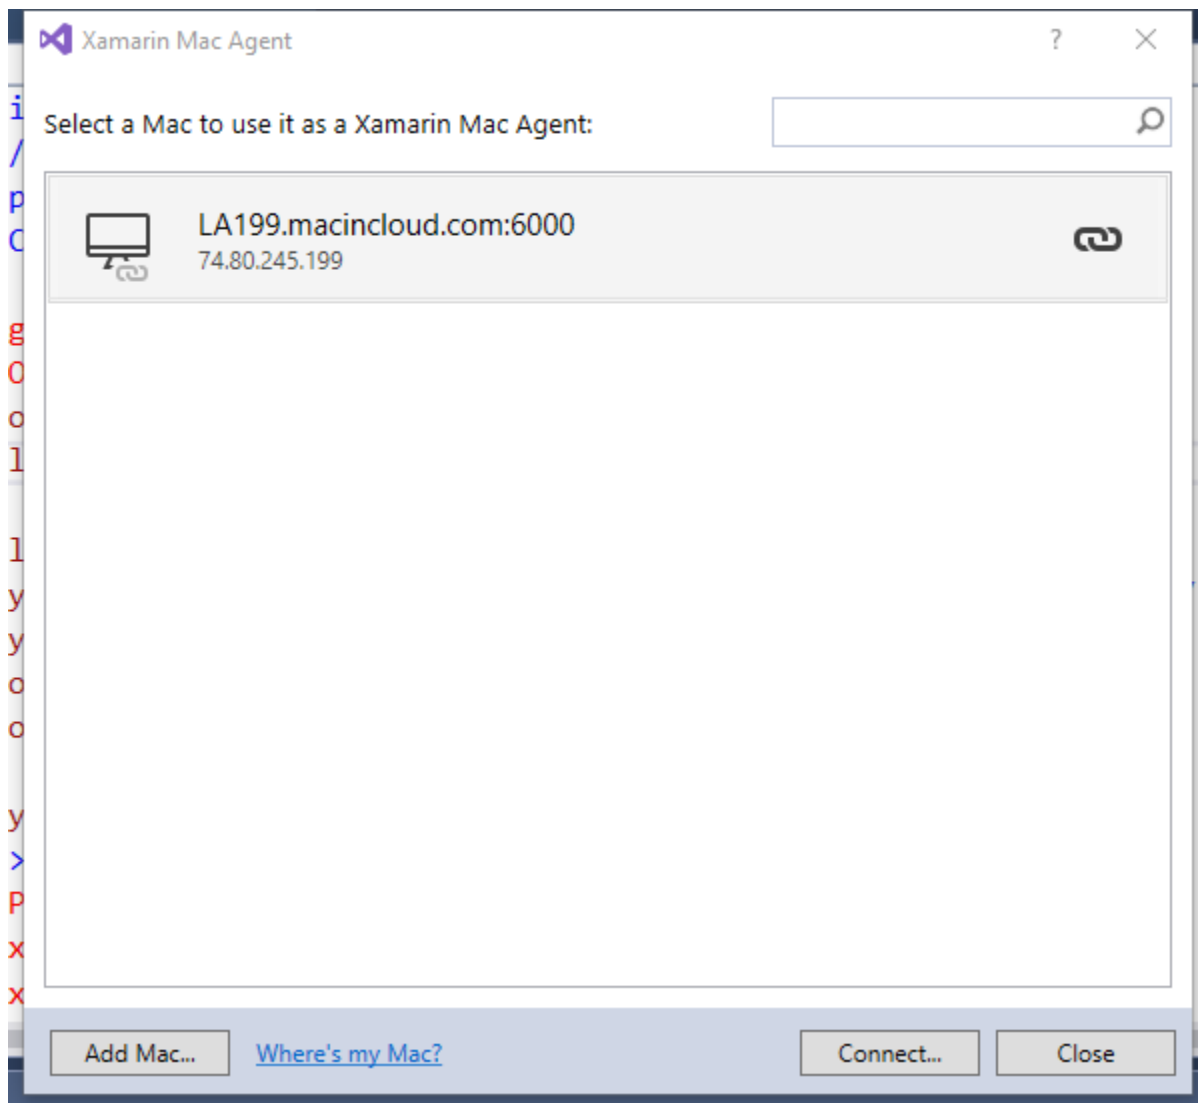 Xamarin Mac Agent
?
Select a Mac to use it as a Xamarin Mac Agent:
LA199.macincloud.com:6000
74.80.245.199
i
/
p
C
g
O
o
l
l
y
y
o
o
y
>
P
x
x
Add Mac...
Where's my Mac?
Connect...
Close